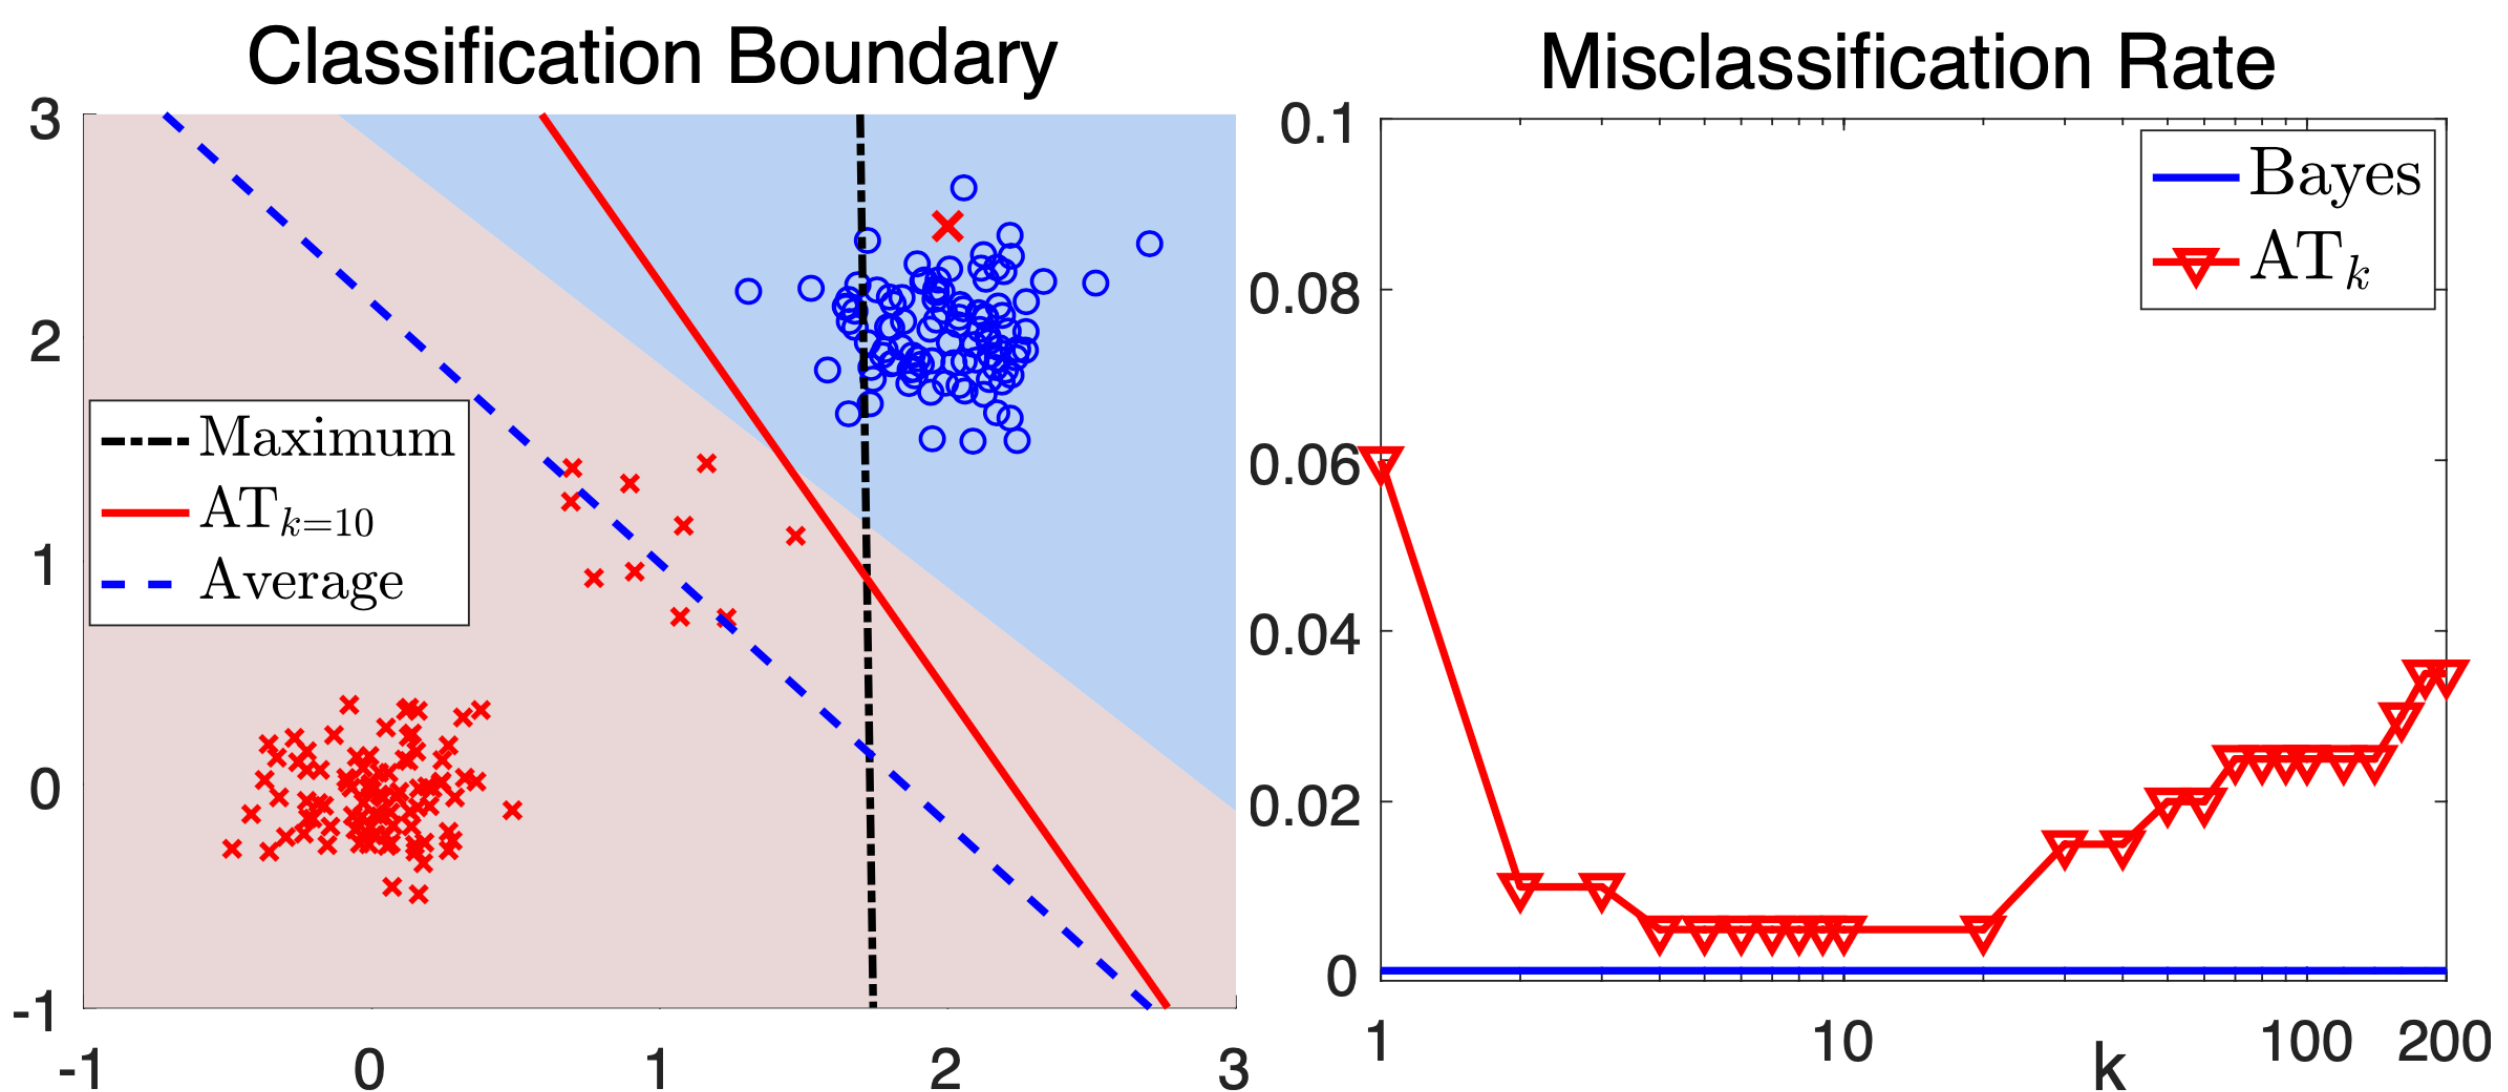 Classification Boundary
3
2
1
0
-1
-1 0 1 2 3
Maximum
AT_{k=10}
Average
Misclassification Rate
0.1
0.08
0.06
0.04
0.02
0
1 10 100 200
k
Bayes
AT_k